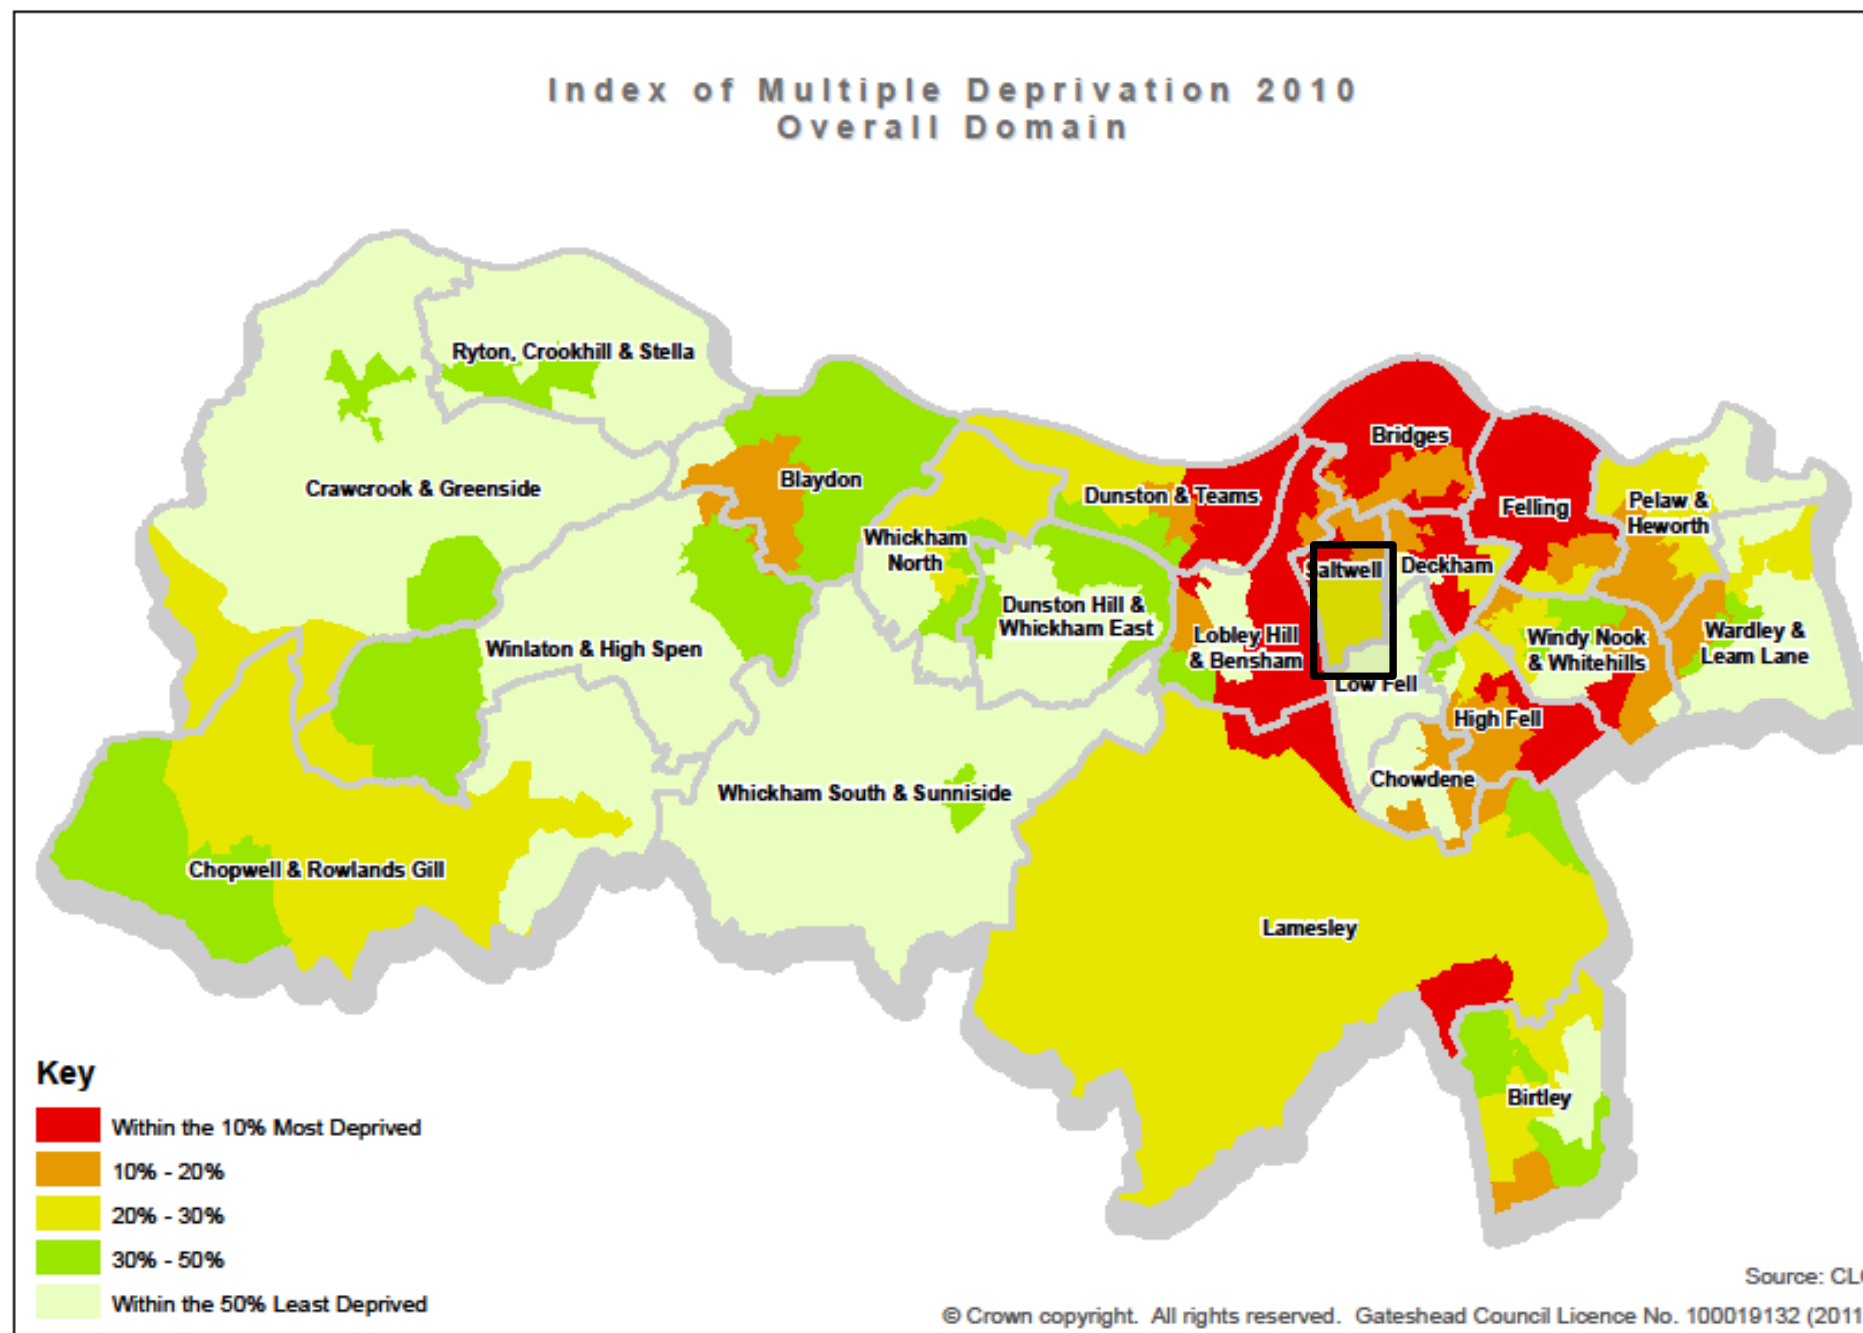 Index of Multiple Deprivation 2010
Overall Domain
Ryton, Crookhill & Stella
Bridges
Blaydon
Crawcrook & Greenside
Dunston & Teams
Felling
Pelaw &
Heworth
Whickham
North
Saltwell
Deckham
Dunston Hill &
Whickham East
Lobley Hill
& Bensham
Windy Nook
& Whitehills
Wardley &
Leam Lane
Winlaton & High Spen
Low Fell
High Fell
Chowdene
Whickham South & Sunniside
Chopwell & Rowlands Gill
Lamesley
Birtley
Key
Within the 10% Most Deprived
10% - 20%
20% - 30%
30% - 50%
Within the 50% Least Deprived
Source: CL
© Crown copyright. All rights reserved. Gateshead Council Licence No. 100019132 (2011